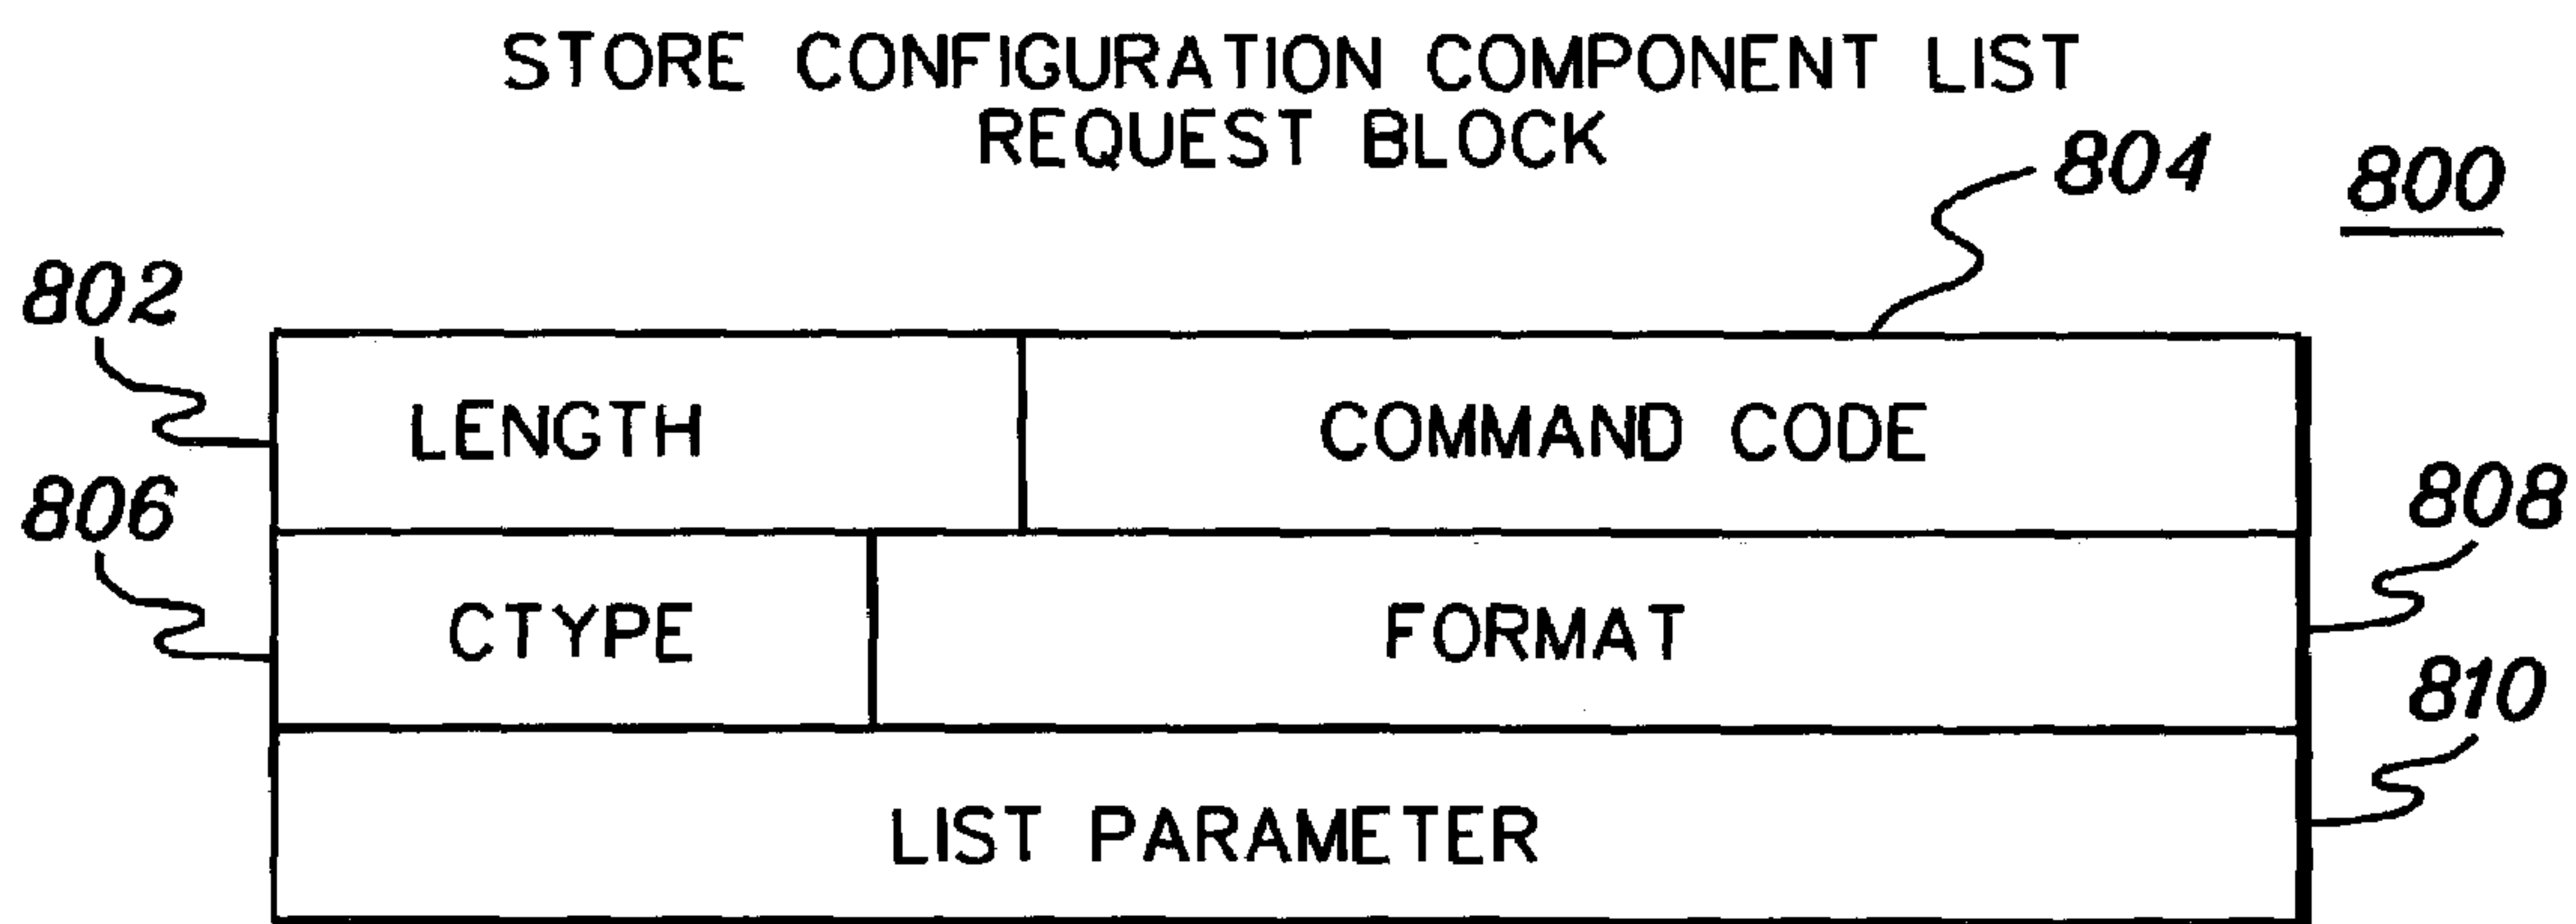 STORE CONFIGURATION COMPONENT LIST
REQUEST BLOCK
804
800
802
LENGTH
COMMAND CODE
806
808
CTYPE
FORMAT
810
LIST PARAMETER